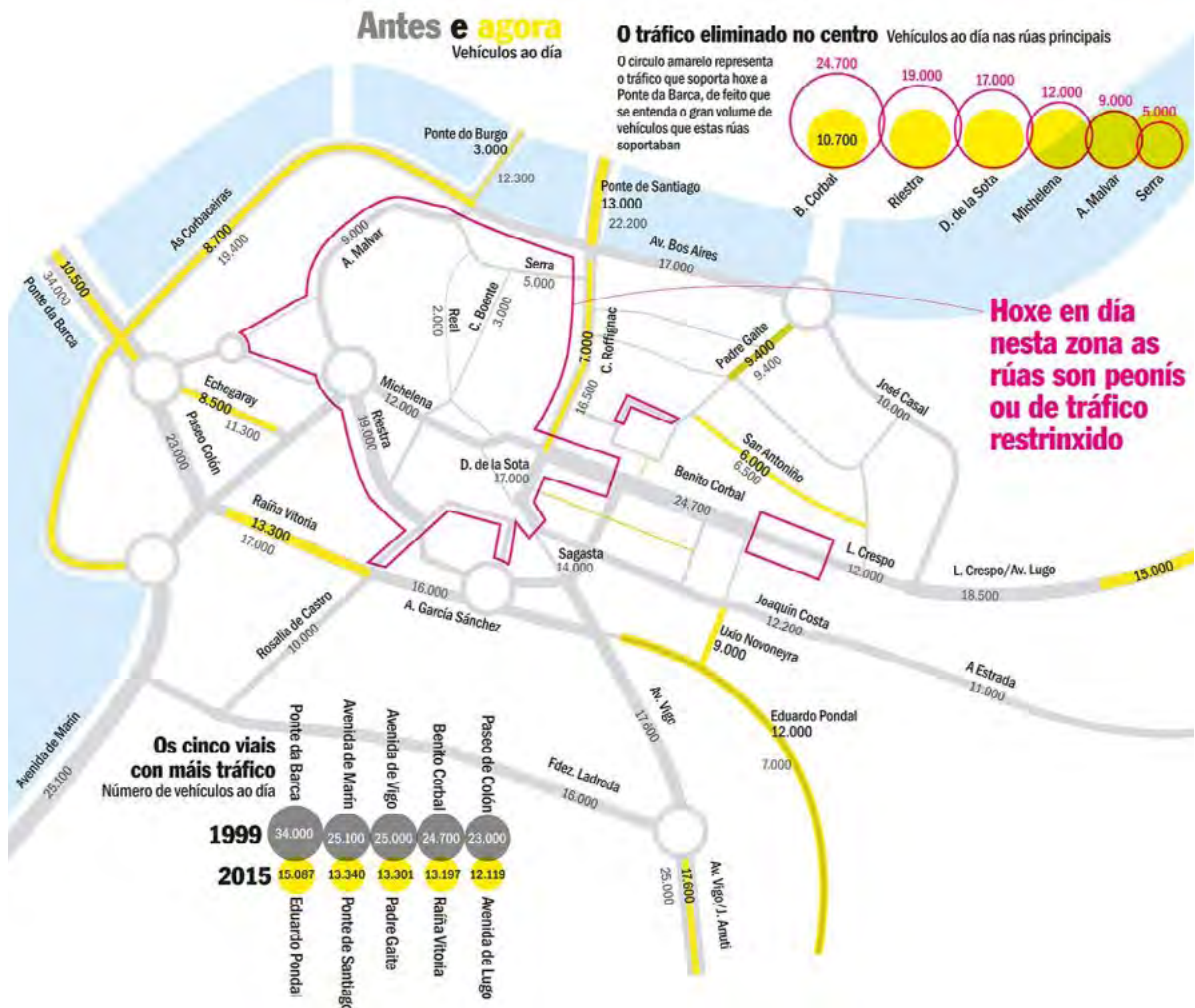 Antes e agora
Vehículos ao día
O tráfico eliminado no centro Vehículos ao día nas rúas principais
O circulo amarelo representa
o tráfico que soporta hoxe a
Ponte da Barca, de feito que
se entenda o gran volume de
vehículos que estas rúas
soportaban
24.700
19.000
17.000
12.000
9.000
5.000
10.700
B. Corbal
Riestra
D. de la Sota
Michelena
A. Malvar
Serra
Ponte do Burgo
3.000
12.300
Ponte de Santiago
13.000
22.200
As Corbaceiras
8.700
19.400
9.000
A. Malvar
Av. Bos Aires
17.000
Serra
5.000
10.500
34.000
Ponte da Barca
Real
2.000
C. Boente
3.000
7.000
C. Roffignac
16.500
Padre Gaite
9.400
9.400
Hoxe en día
nesta zona as
rúas son peonís
ou de tráfico
restrinxido
José Casal
10.000
Echegaray
8.500
11.300
Michelena
12.000
Riestra
19.000
Paseo Colón
23.000
D. de la Sota
17.000
San Antoniño
6.000
6.500
Benito Corbal
24.700
Raíña Vitoria
13.300
17.000
Sagasta
14.000
L. Crespo
12.000
L. Crespo/Av. Lugo
18.500
15.000
16.000
A. García Sánchez
Rosalía de Castro
10.000
Joaquín Costa
12.200
Uxío Novoneyra
9.000
A Estrada
11.000
Eduardo Pondal
12.000
7.000
Av. Vigo
17.600
Avenida de Marín
25.100
Fdez. Ladroda
16.000
Av. Vigo/J. Anuti
17.600
25.000
Os cinco viais
con máis tráfico
Número de vehículos ao día
Ponte da Barca
Avenida de Marín
Avenida de Vigo
Benito Corbal
Paseo de Colón
1999
34.000
25.100
25.000
24.700
23.000
2015
15.087
13.340
13.301
13.197
12.119
Eduardo Pondal
Ponte de Santiago
Padre Gaite
Raíña Vitoria
Avenida de Lugo